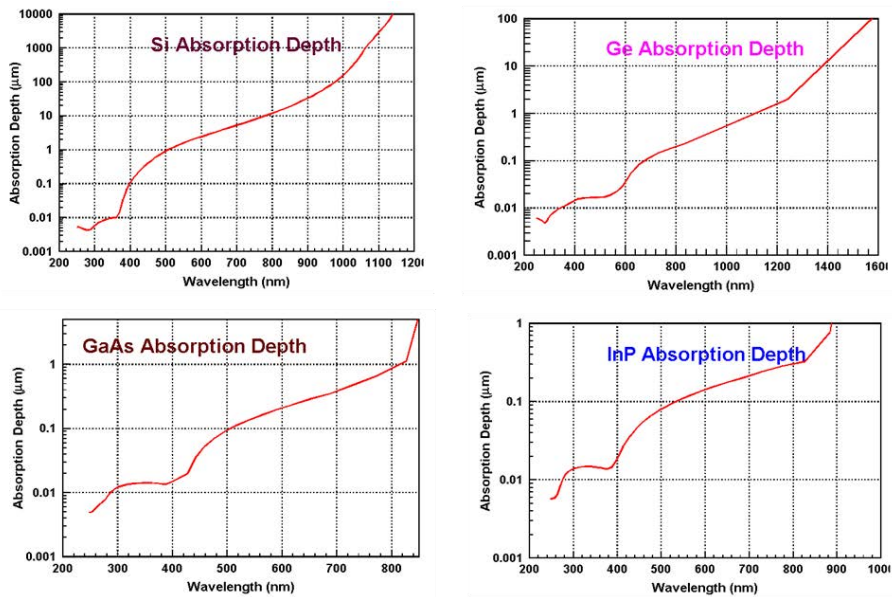 Si Absorption Depth
Absorption Depth (μm)
10000
1000
100
10
1
0.1
0.01
0.001
200 300 400 500 600 700 800 900 1000 1100 120
Wavelength (nm)
Ge Absorption Depth
Absorption Depth (μm)
100
10
1
0.1
0.01
0.001
200 400 600 800 1000 1200 1400 160
Wavelength (nm)
GaAs Absorption Depth
Absorption Depth (μm)
1
0.1
0.01
0.001
200 300 400 500 600 700 800
Wavelength (nm)
InP Absorption Depth
Absorption Depth (μm)
1
0.1
0.01
0.001
200 300 400 500 600 700 800 900 100
Wavelength (nm)